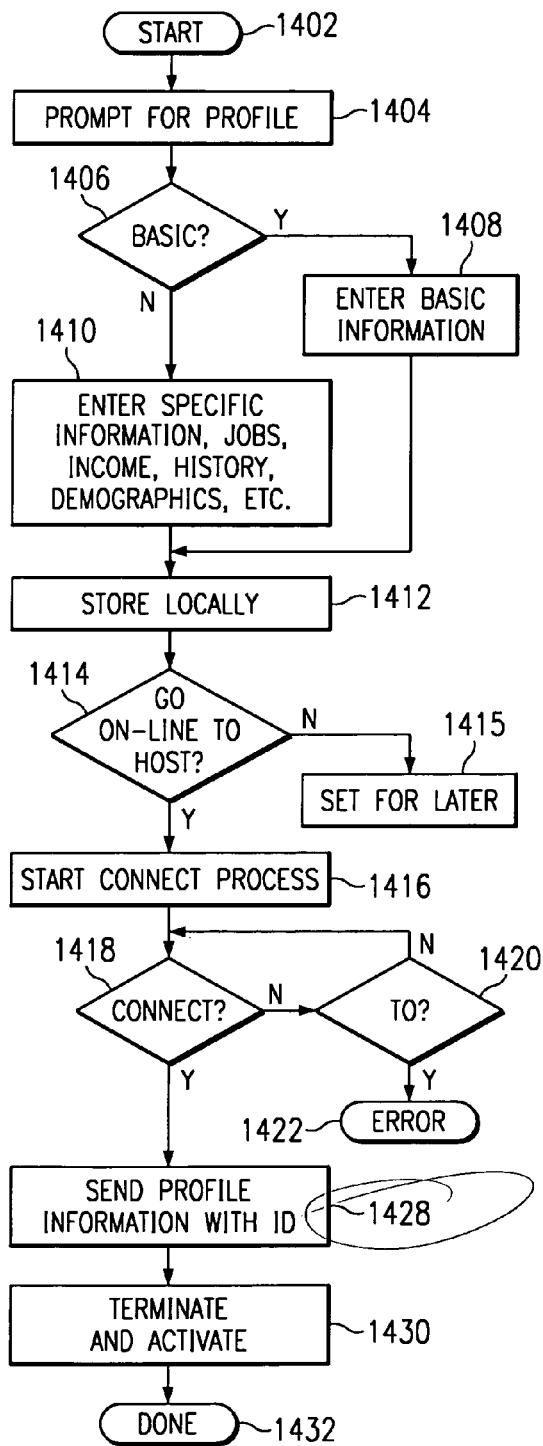 START
1402
PROMPT FOR PROFILE
1404
1406
BASIC?
Y
N
1408
ENTER BASIC
INFORMATION
1410
ENTER SPECIFIC
INFORMATION, JOBS,
INCOME, HISTORY,
DEMOGRAPHICS, ETC.
STORE LOCALLY
1412
1414
GO
ON-LINE TO
HOST?
N
Y
1415
SET FOR LATER
START CONNECT PROCESS
1416
1418
CONNECT?
N
Y
TO?
N
1420
Y
1422
ERROR
SEND PROFILE
INFORMATION WITH ID
1428
TERMINATE
AND ACTIVATE
1430
DONE
1432